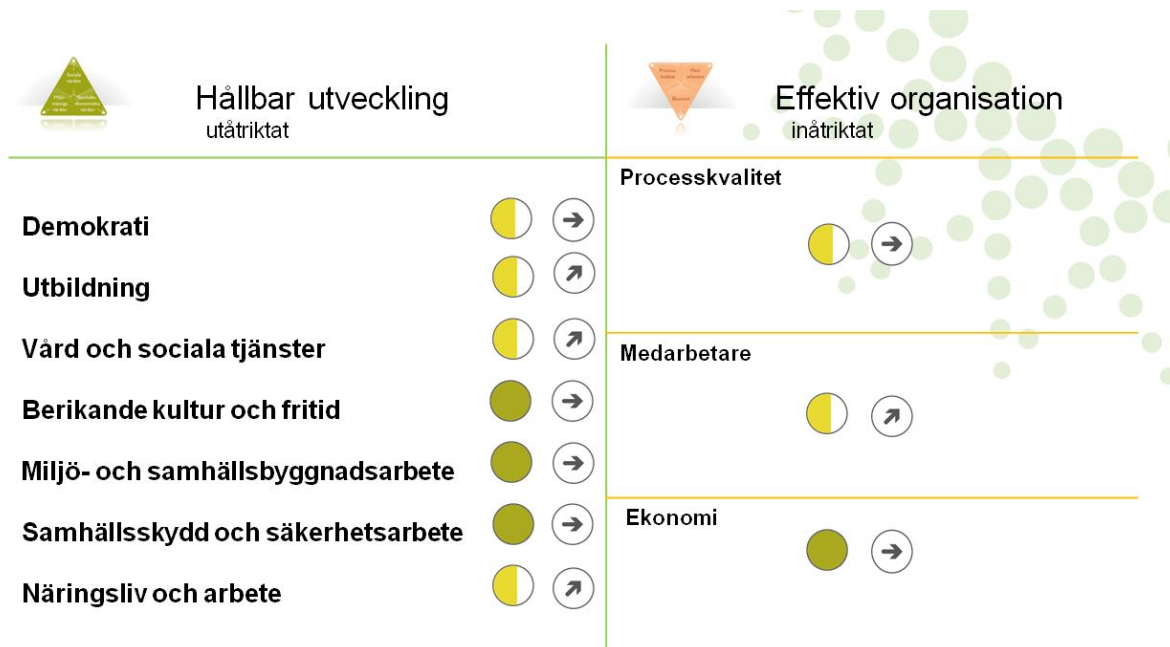 Hållbar utveckling
utåtriktat
Demokrati
Utbildning
Vård och sociala tjänster
Berikande kultur och fritid
Miljö- och samhällsbyggnadsarbete
Samhällsskydd och säkerhetsarbete
Näringsliv och arbete
Effektiv organisation
inåtriktat
Processkvalitet
Medarbetare
Ekonomi